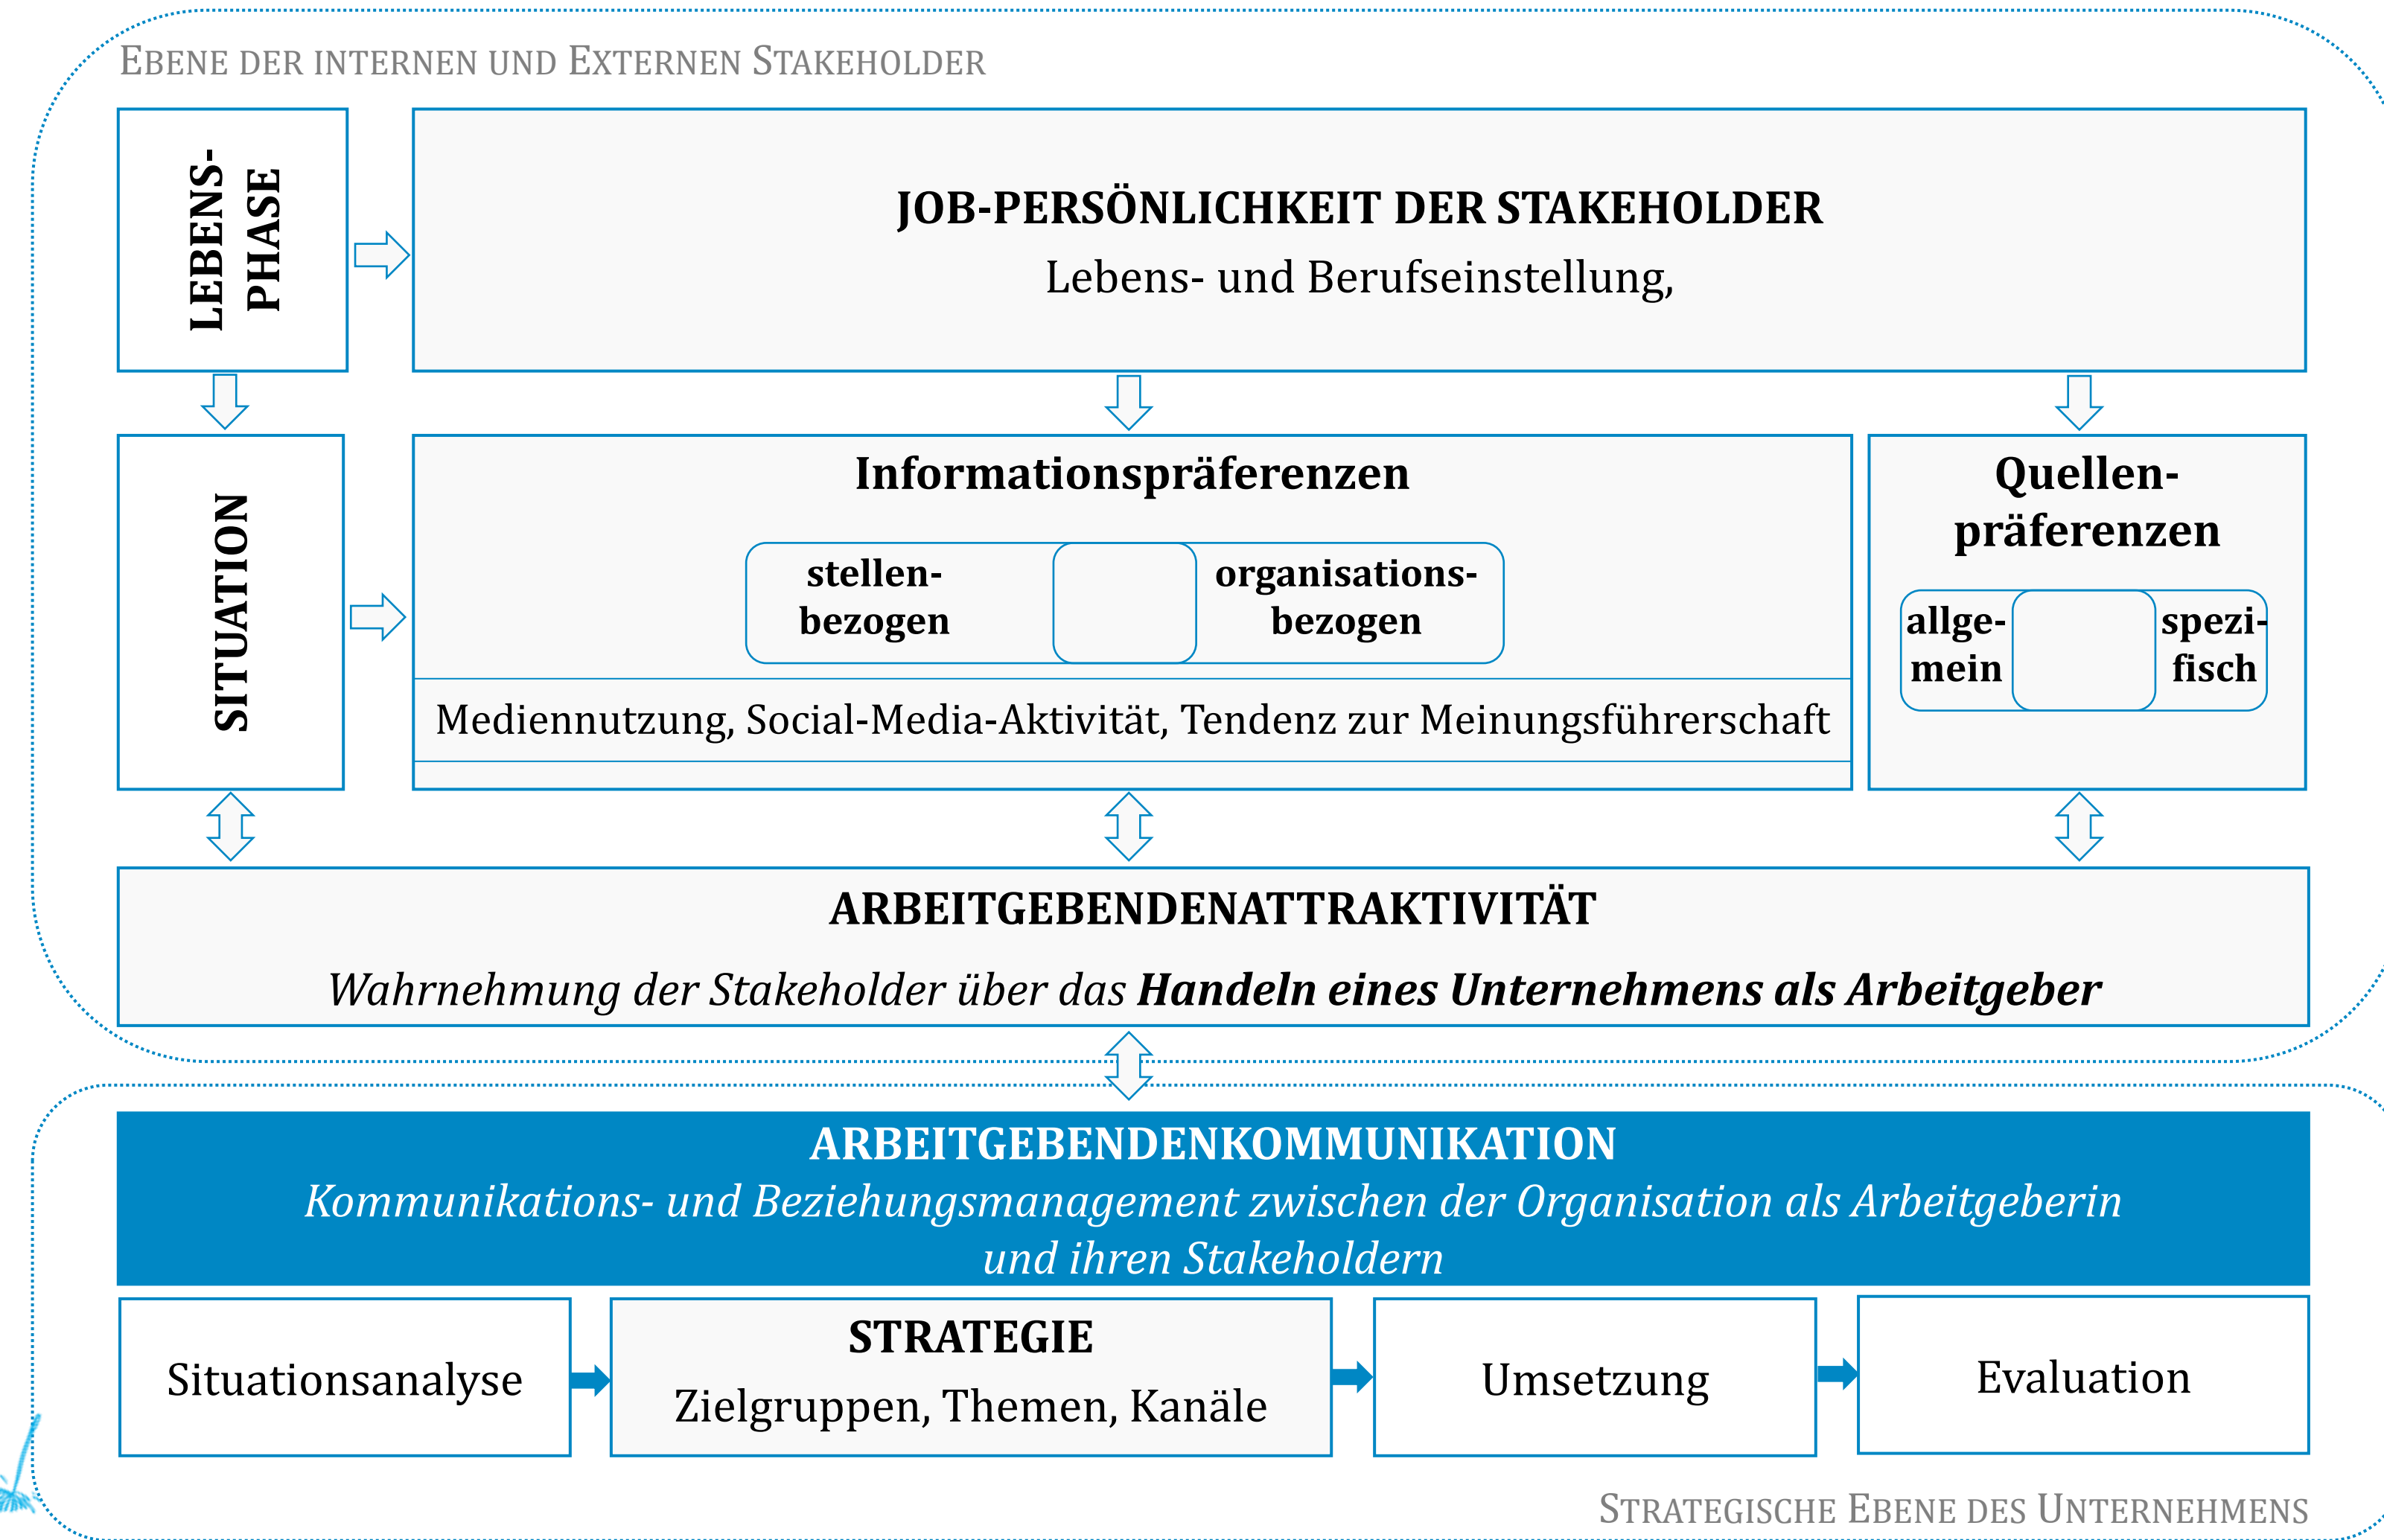 EBENE DER INTERNEN UND EXTERNEN STAKEHOLDER
LEBENS-
PHASE
JOB-PERSÖNLICHKEIT DER STAKEHOLDER
Lebens- und Berufseinstellung,
SITUATION
Informationspräferenzen
stellen-
bezogen
organisations-
bezogen
Mediennutzung, Social-Media-Aktivität, Tendenz zur Meinungsführerschaft
Quellen-
präferenzen
allge-
mein
spezi-
fisch
ARBEITGEBENDENATTRAKTIVITÄT
Wahrnehmung der Stakeholder über das Handeln eines Unternehmens als Arbeitgeber
ARBEITGEBENDENKOMMUNIKATION
Kommunikations- und Beziehungsmanagement zwischen der Organisation als Arbeitgeberin
und ihren Stakeholdern
Situationsanalyse
STRATEGIE
Zielgruppen, Themen, Kanäle
Umsetzung
Evaluation
STRATEGISCHE EBENE DES UNTERNEHMENS